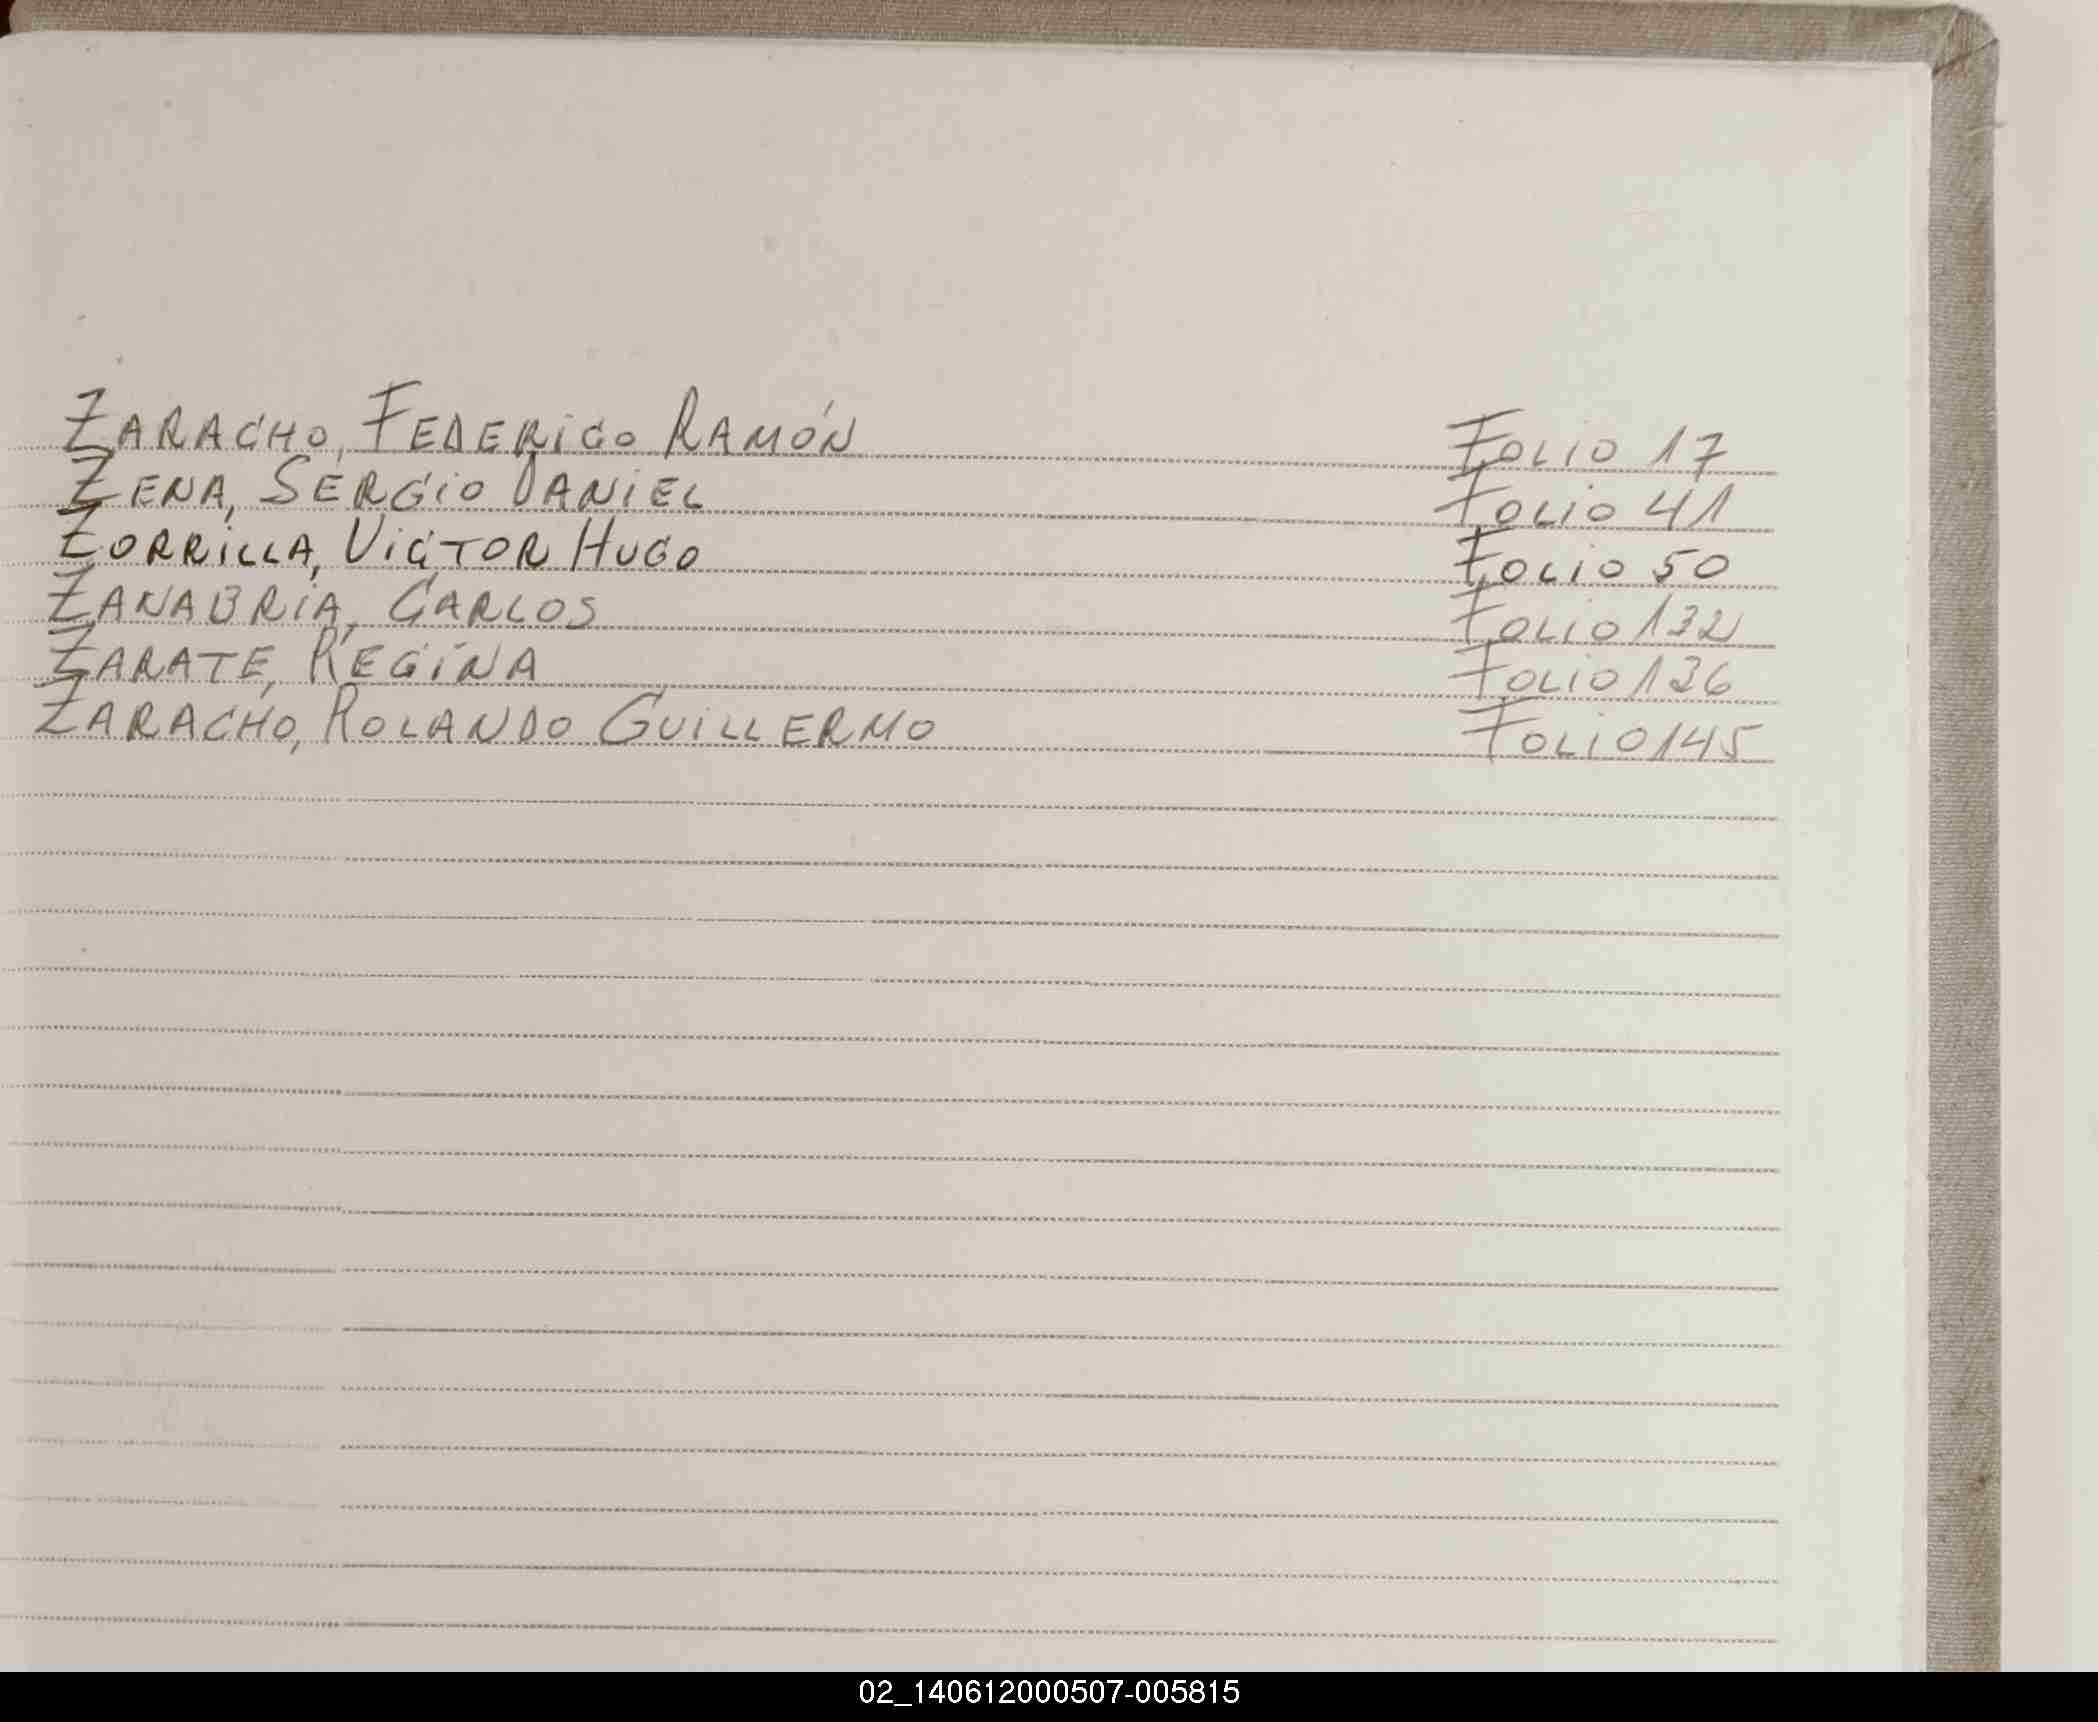 ZARACHO, FEDERICO RAMÓN Folio 17
ZENA, SERGIO DANIEL Folio 41
ZORRILLA, VICTOR HUGO Folio 50
ZANABRIA, CARLOS Folio 132
ZARATE, REGINA Folio 136
ZARACHO, ROLANDO GUILLERMO Folio 145
02_140612000507-005815